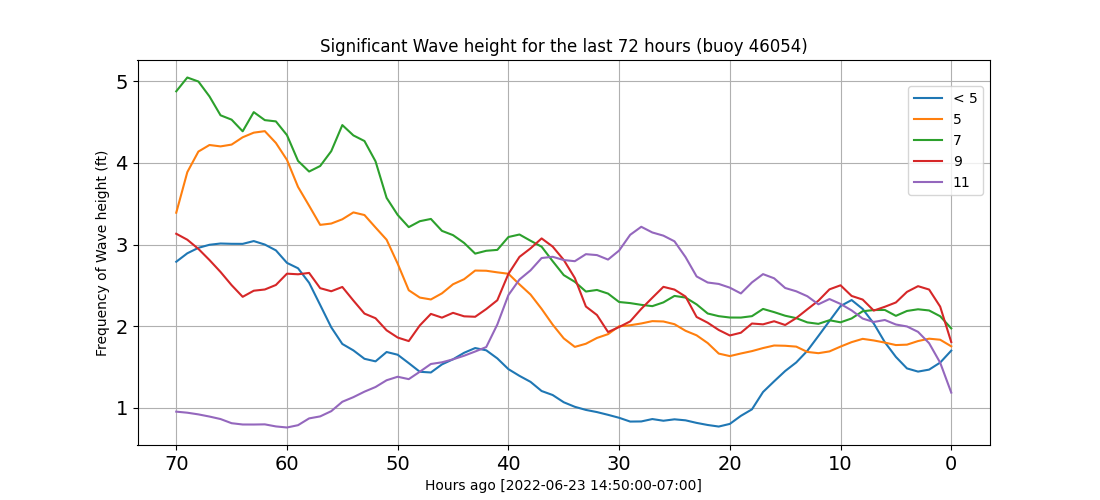 Significant Wave height for the last 72 hours (buoy 46054)
Frequency of Wave height (ft)
5
4
3
2
1
< 5
5
7
9
11
70 60 50 40 30 20 10 0
Hours ago [2022-06-23 14:50:00-07:00]